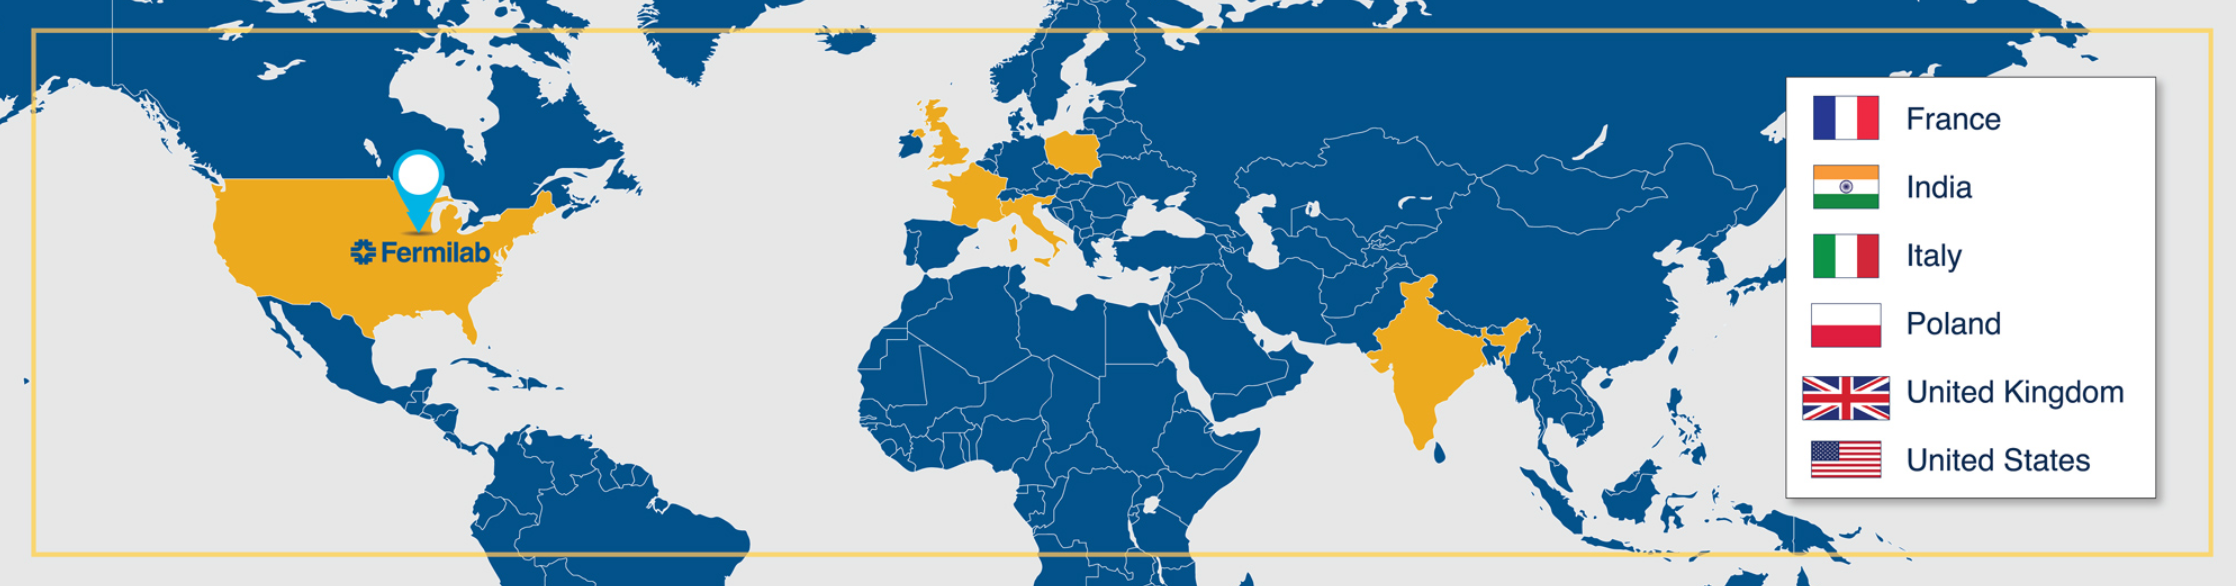 Fermilab
France
India
Italy
Poland
United Kingdom
United States